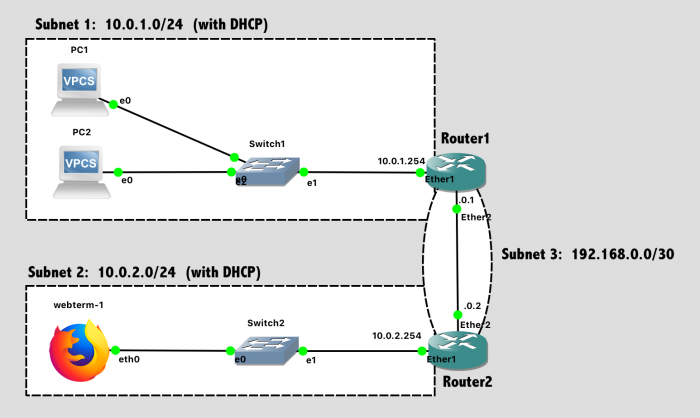 Subnet 1: 10.0.1.0/24 (with DHCP)
PC1
VPCS
e0
PC2
VPCS
e0
Switch1
e2
e1
10.0.1.254
Router1
Ether1
.0.1
Ether2
Subnet 3: 192.168.0.0/30
Subnet 2: 10.0.2.0/24 (with DHCP)
webterm-1
eth0
Switch2
e0
e1
10.0.2.254
.0.2
Ether2
Ether1
Router2